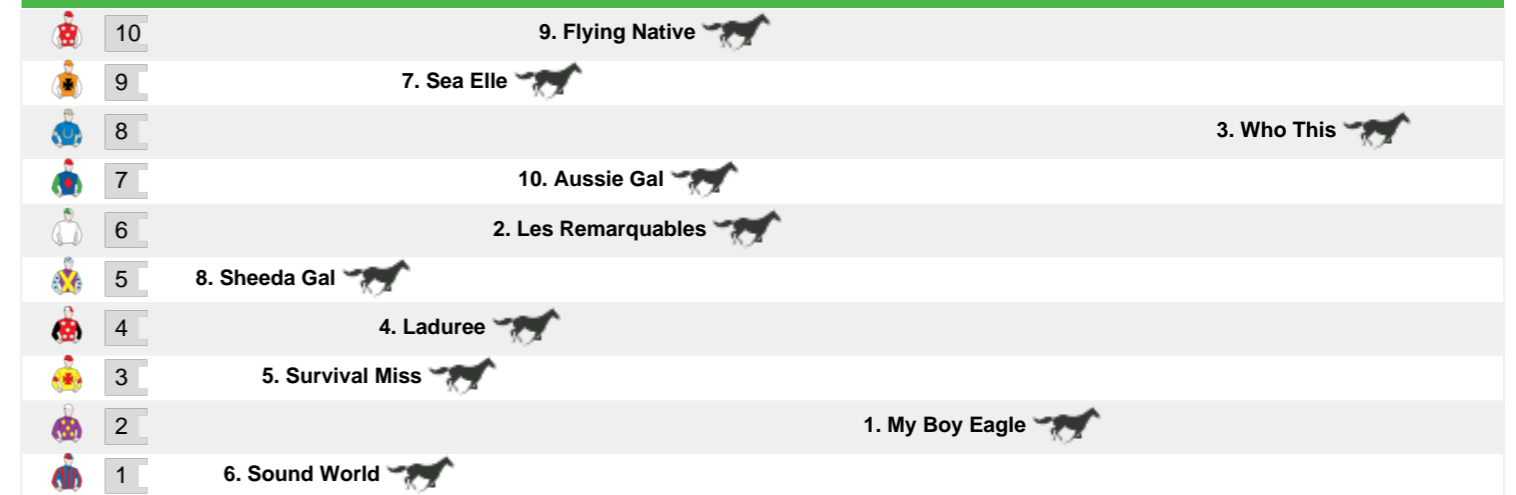 10 9. Flying Native
9 7. Sea Elle
8 3. Who This
7 10. Aussie Gal
6 2. Les Remarquables
5 8. Sheeda Gal
4 4. Laduree
3 5. Survival Miss
2 1. My Boy Eagle
1 6. Sound World